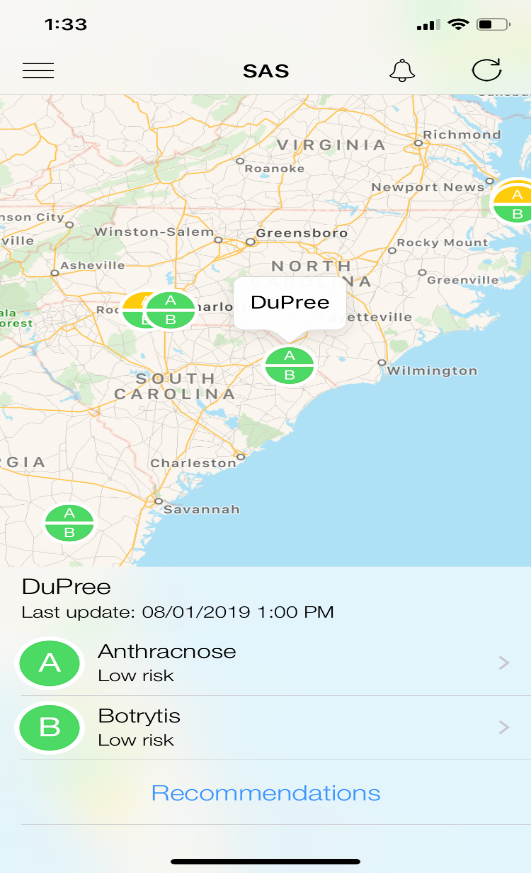 1:33
SAS
VIRGINIA
Richmond
Roanoke
Newport News
A
B
nson City
ville
Winston-Salem
Greensboro
Rocky Mount
Asheville
NORTH
Greenville
A
B
DuPree
etteville
ala
orest
A
B
Wilmington
SOUTH
CAROLINA
RGIA
Charleston
A
B
Savannah
DuPree
Last update: 08/01/2019 1:00 PM
A
Anthracnose
Low risk
B
Botrytis
Low risk
Recommendations